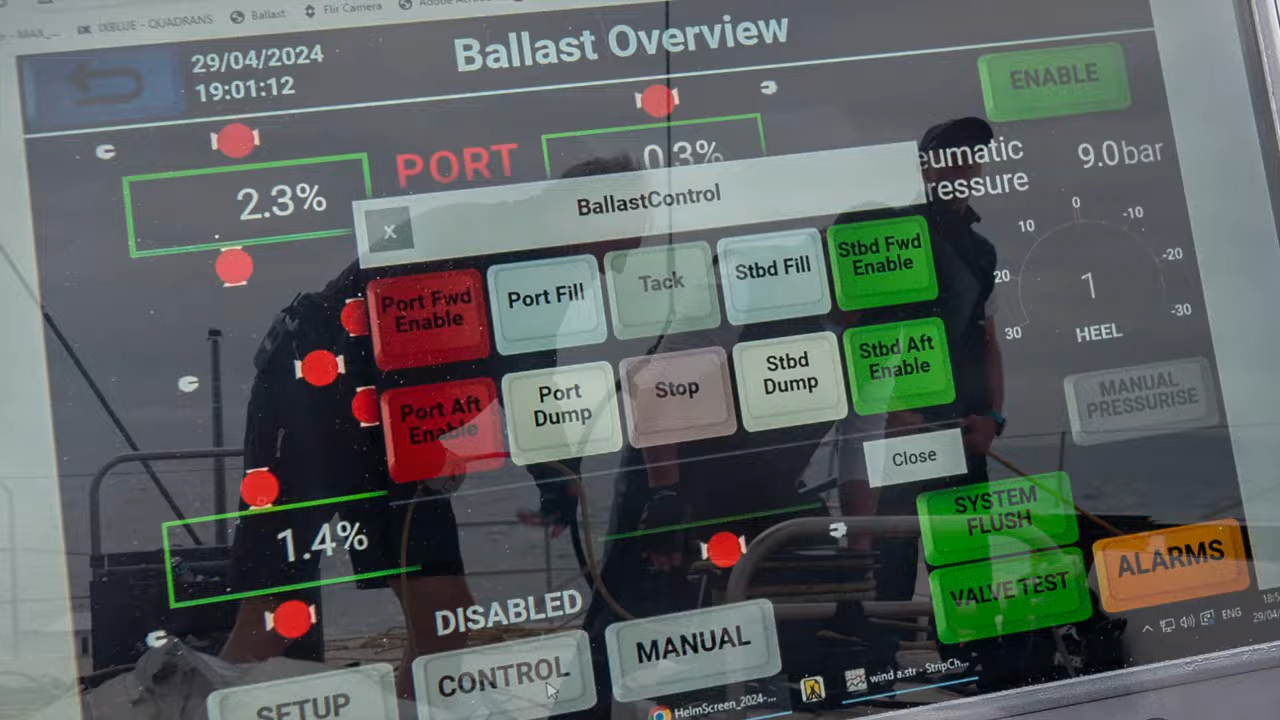 IXBLUE - QUADRANS
Ballast
Flir Camera
29/04/2024
19:01:12
Ballast Overview
ENABLE
2.3%
PORT
0.3%
eumatic
ressure
9.0bar
BallastControl
x
Port Fwd
Enable
Port Fill
Tack
Stbd Fill
Stbd Fwd
Enable
Port Aft
Enable
Port
Dump
Stop
Stbd
Dump
Stbd Aft
Enable
Close
30
20
10
0
-10
-20
-30
1
HEEL
MANUAL
PRESSURISE
1.4%
SYSTEM
FLUSH
VALVE TEST
ALARMS
DISABLED
SETUP
CONTROL
MANUAL
HelmScreen_2024-...
wind a.str - StripCh...
ENG